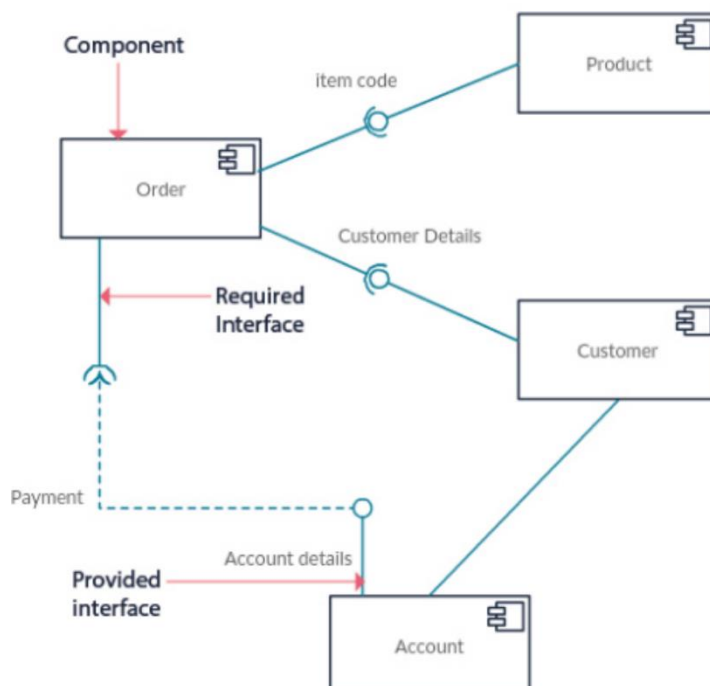 Component
Product
item code
Order
Customer Details
Required
Interface
Customer
Payment
Account details
Provided
interface
Account